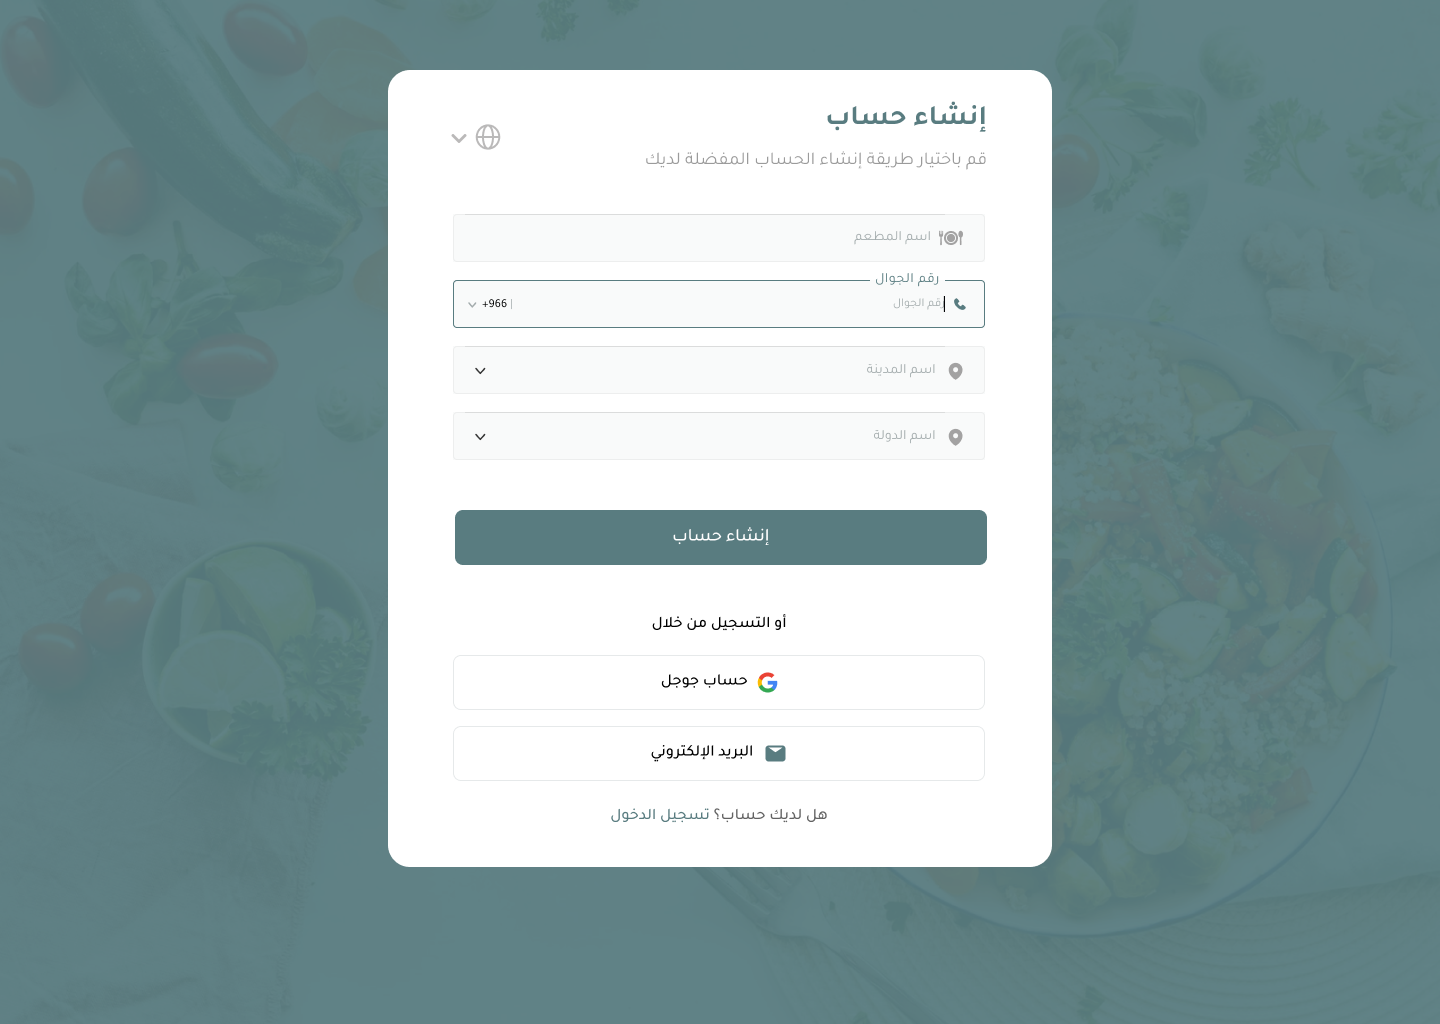 إنشاء حساب
قم باختيار طريقة إنشاء الحساب المفضلة لديك
اسم المطعم
رقم الجوال
رقم الجوال
+966
اسم المدينة
اسم الدولة
إنشاء حساب
أو التسجيل من خلال
حساب جوجل
البريد الإلكتروني
هل لديك حساب؟ تسجيل الدخول